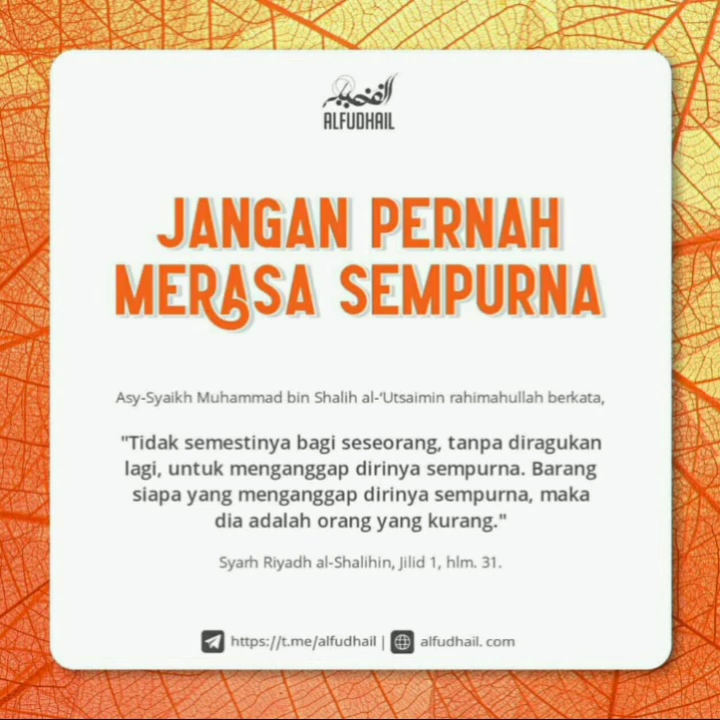 الفضيل
ALFUDHAIL
JANGAN PERNAH
MERASA SEMPURNA
Asy-Syaikh Muhammad bin Shalih al-‘Utsaimin rahimahullah berkata,
"Tidak semestinya bagi seseorang, tanpa diragukan
lagi, untuk menganggap dirinya sempurna. Barang
siapa yang menganggap dirinya sempurna, maka
dia adalah orang yang kurang."
Syarh Riyadh al-Shalihin, Jilid 1, hlm. 31.
https://t.me/alfudhail | alfudhail. com